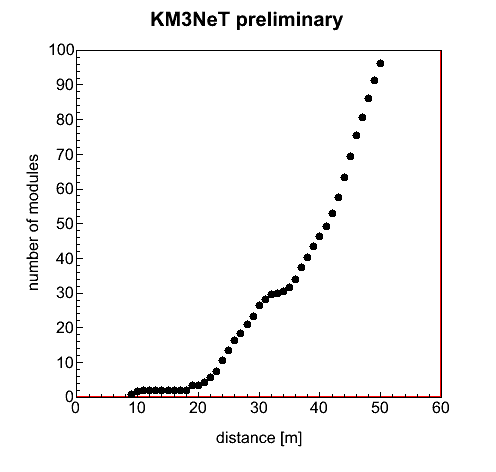 KM3NeT preliminary
number of modules
100
90
80
70
60
50
40
30
20
10
0
0 10 20 30 40 50 60
distance [m]